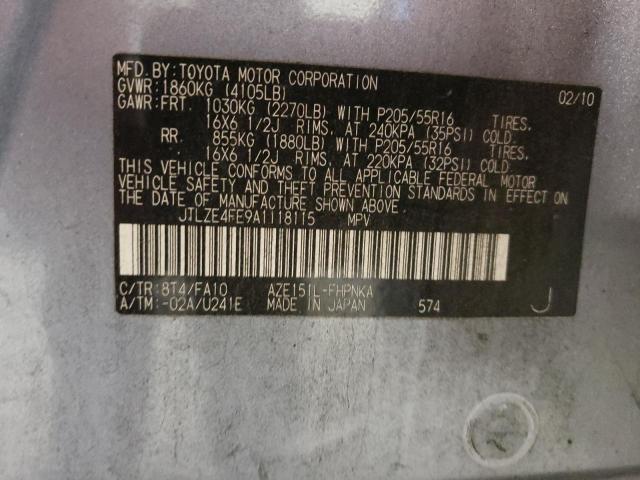 MFD. BY: TOYOTA MOTOR CORPORATION 02/10
GVWR: 1860KG (4105LB)
GAWR: FRT. 1030KG (2270LB) WITH P205/55R16 TIRES,
16X6 1/2J RIMS, AT 240KPA (35PSI) COLD
RR. 855KG (1880LB) WITH P205/55R16 TIRES,
16X6 1/2J RIMS, AT 220KPA (32PSI) COLD
THIS VEHICLE CONFORMS TO ALL APPLICABLE FEDERAL MOTOR
VEHICLE SAFETY AND THEFT PREVENTION STANDARDS IN EFFECT ON
THE DATE OF MANUFACTURE SHOWN ABOVE.
JTLZE4FE9A1118115 MPV
C/TR: 8T4/FA10 AZE151L-FHPNKA
A/TM: -02A/U241E MADE IN JAPAN 574 J